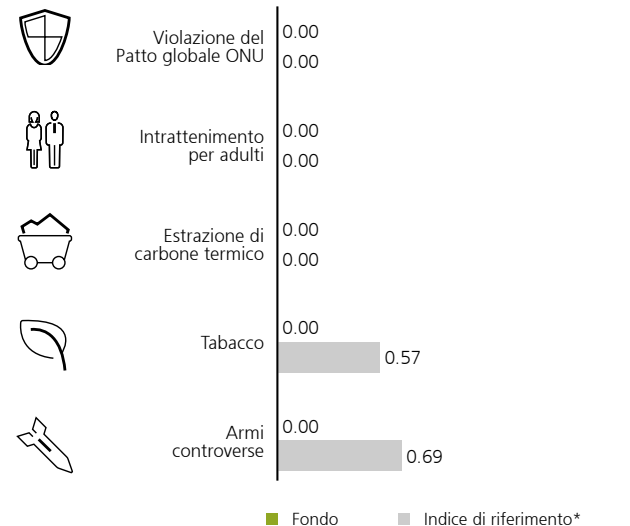 Violazione del
Patto globale ONU
0.00
0.00
Intrattenimento
per adulti
0.00
0.00
Estrazione di
carbone termico
0.00
0.00
Tabacco
0.00
0.57
Armi
controverse
0.00
0.69
Fondo Indice di riferimento*